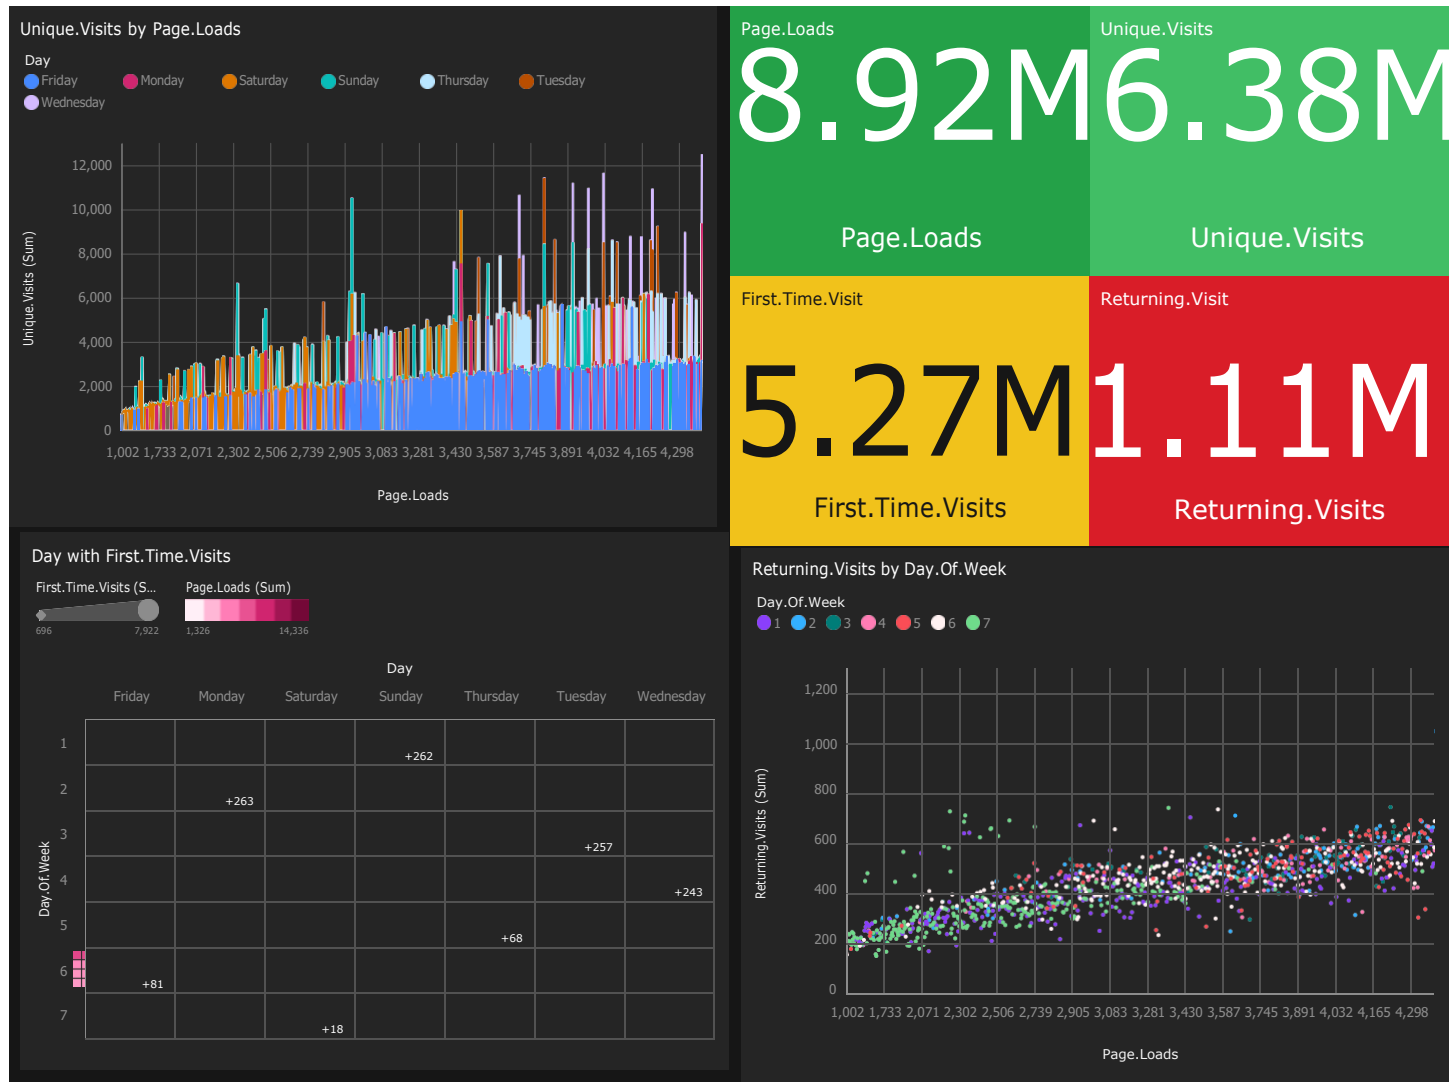 Unique.Visits by Page.Loads
Day
Friday Monday Saturday Sunday Thursday Tuesday
Wednesday
Unique.Visits (Sum)
12,000
10,000
8,000
6,000
4,000
2,000
0
1,002 1,733 2,071 2,302 2,506 2,739 2,905 3,083 3,281 3,430 3,587 3,745 3,891 4,032 4,165 4,298
Page.Loads
Page.Loads
8.92M
Page.Loads
Unique.Visits
6.38M
Unique.Visits
First.Time.Visit
5.27M
First.Time.Visits
Returning.Visit
1.11M
Returning.Visits
Day with First.Time.Visits
First.Time.Visits (S... Page.Loads (Sum)
696 7,922 1,326 14,336
Day
Friday Monday Saturday Sunday Thursday Tuesday Wednesday
Day.Of.Week
1
+262
2
+263
3
+257
4
+243
5
+68
6
+81
7
+18
Returning.Visits by Day.Of.Week
Day.Of.Week
1 2 3 4 5 6 7
Returning.Visits (Sum)
1,200
1,000
800
600
400
200
0
1,002 1,733 2,071 2,302 2,506 2,739 2,905 3,083 3,281 3,430 3,587 3,745 3,891 4,032 4,165 4,298
Page.Loads